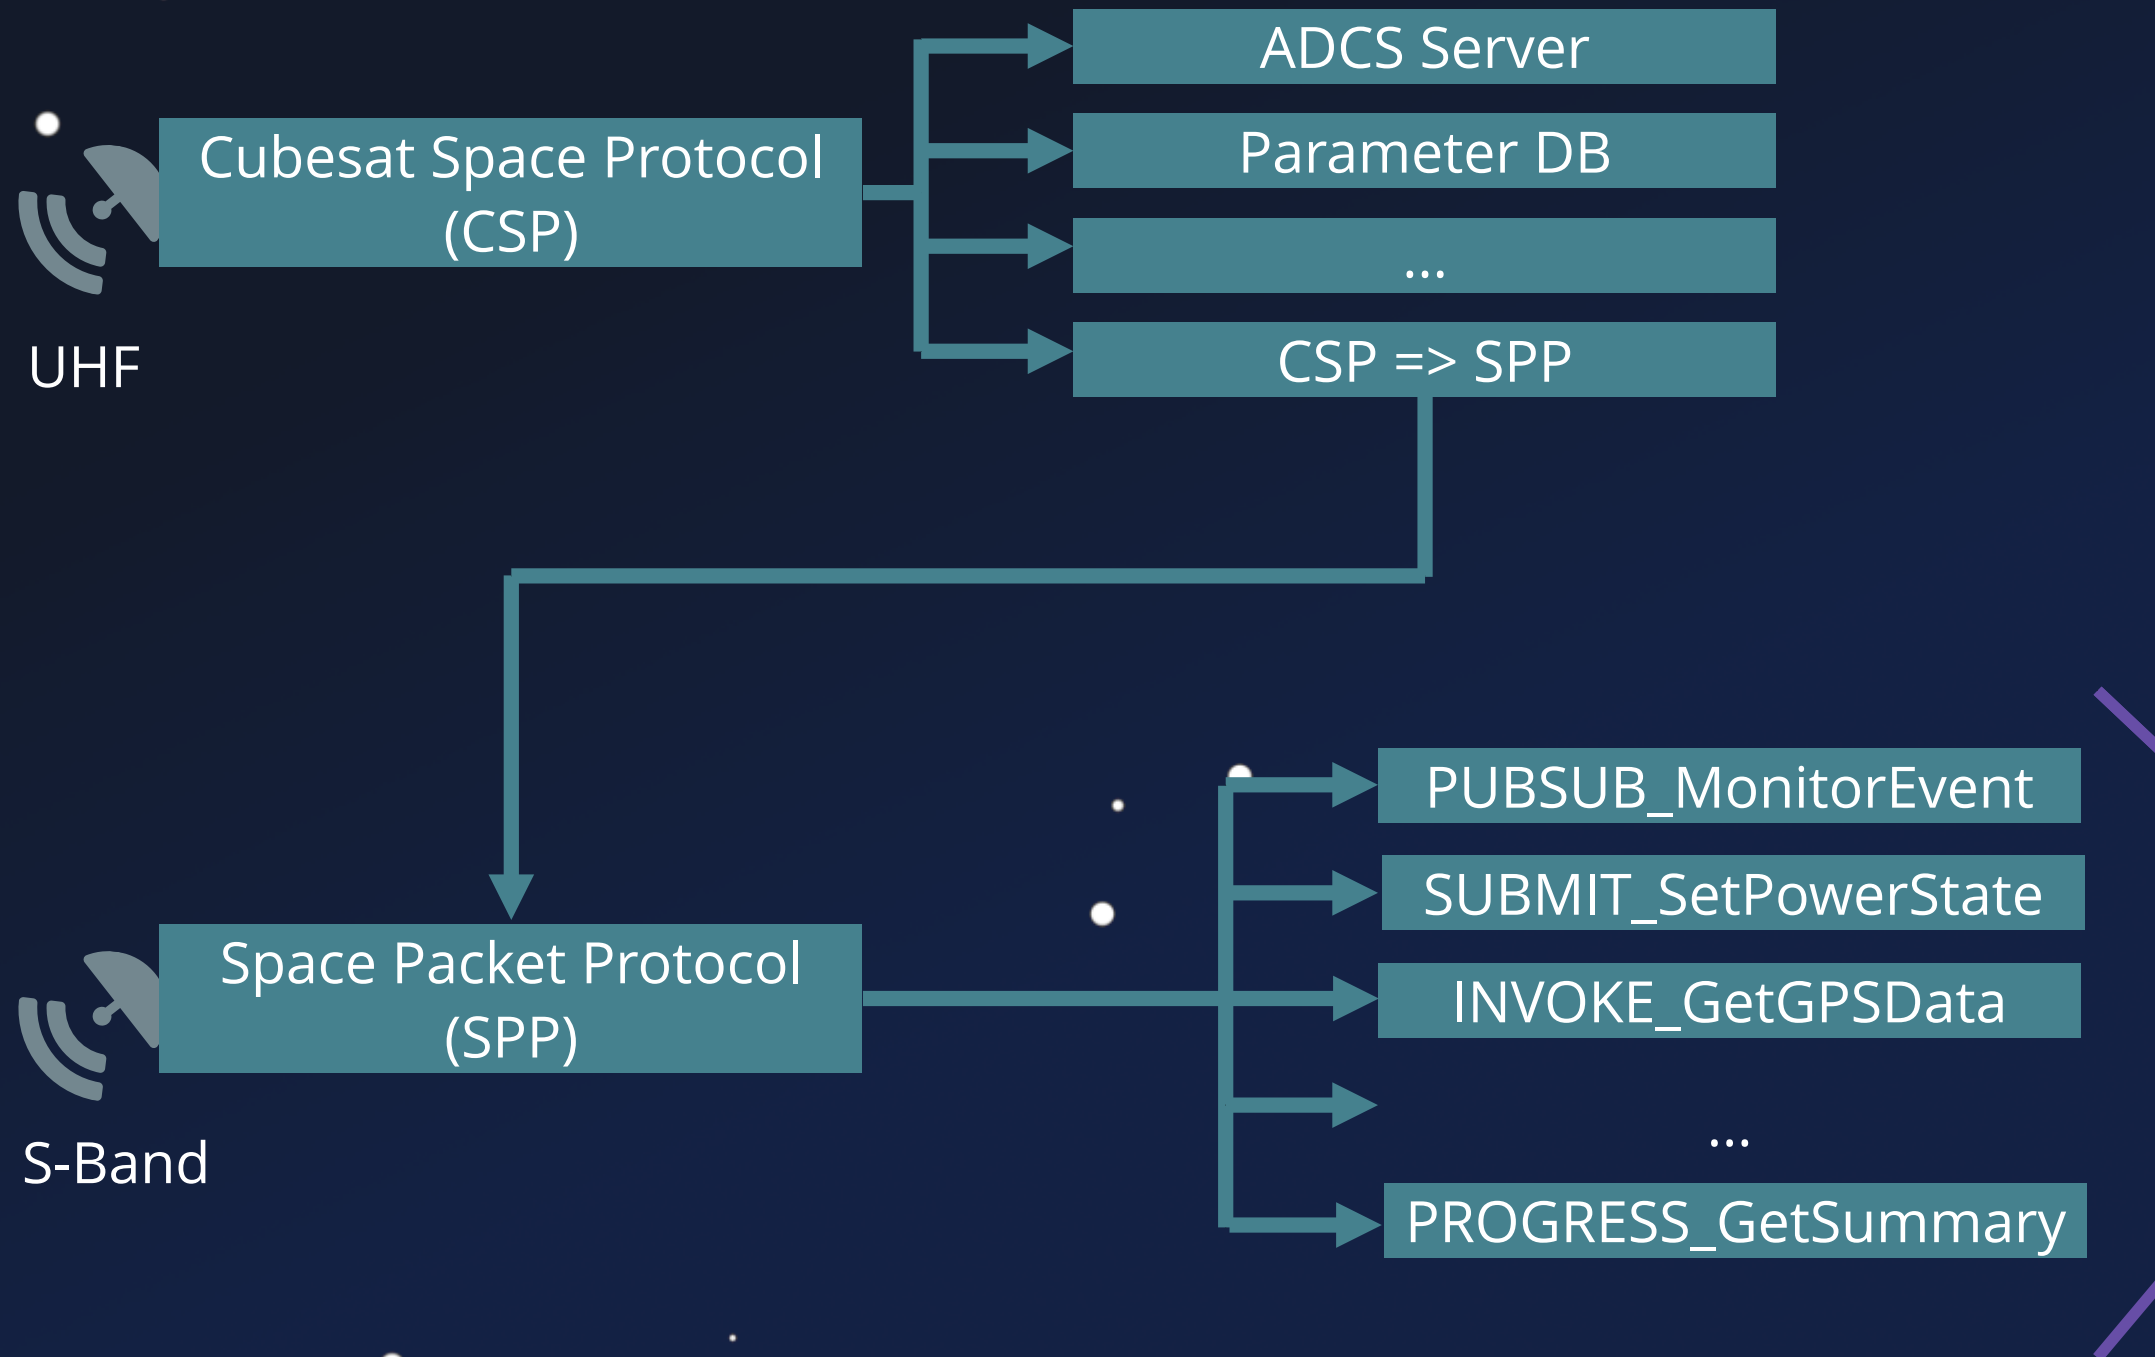 ADCS Server
Cubesat Space Protocol
(CSP)
Parameter DB
...
UHF
CSP => SPP
PUBSUB_MonitorEvent
SUBMIT_SetPowerState
Space Packet Protocol
(SPP)
INVOKE_GetGPSData
...
S-Band
PROGRESS_GetSummary